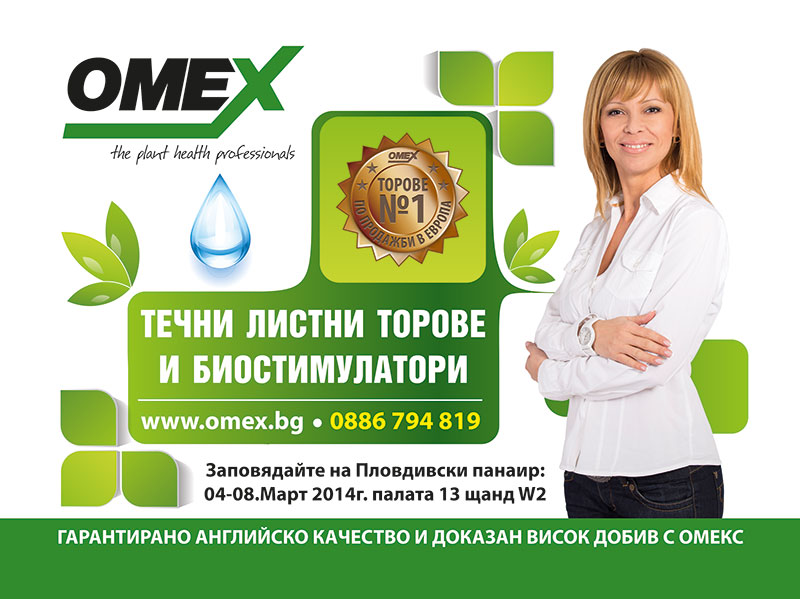 OMEX
the plant health professionals
OMEX
ТОРОВЕ
№1
ПО ПРОДАЖБИ В ЕВРОПА
ТЕЧНИ ЛИСТНИ ТОРОВЕ
И БИОСТИМУЛАТОРИ
www.omex.bg • 0886 794 819
Заповядайте на Пловдивски панаир:
04-08.Март 2014г. палата 13 щанд W2
ГАРАНТИРАНО АНГЛИЙСКО КАЧЕСТВО И ДОКАЗАН ВИСОК ДОБИВ С ОМЕКС